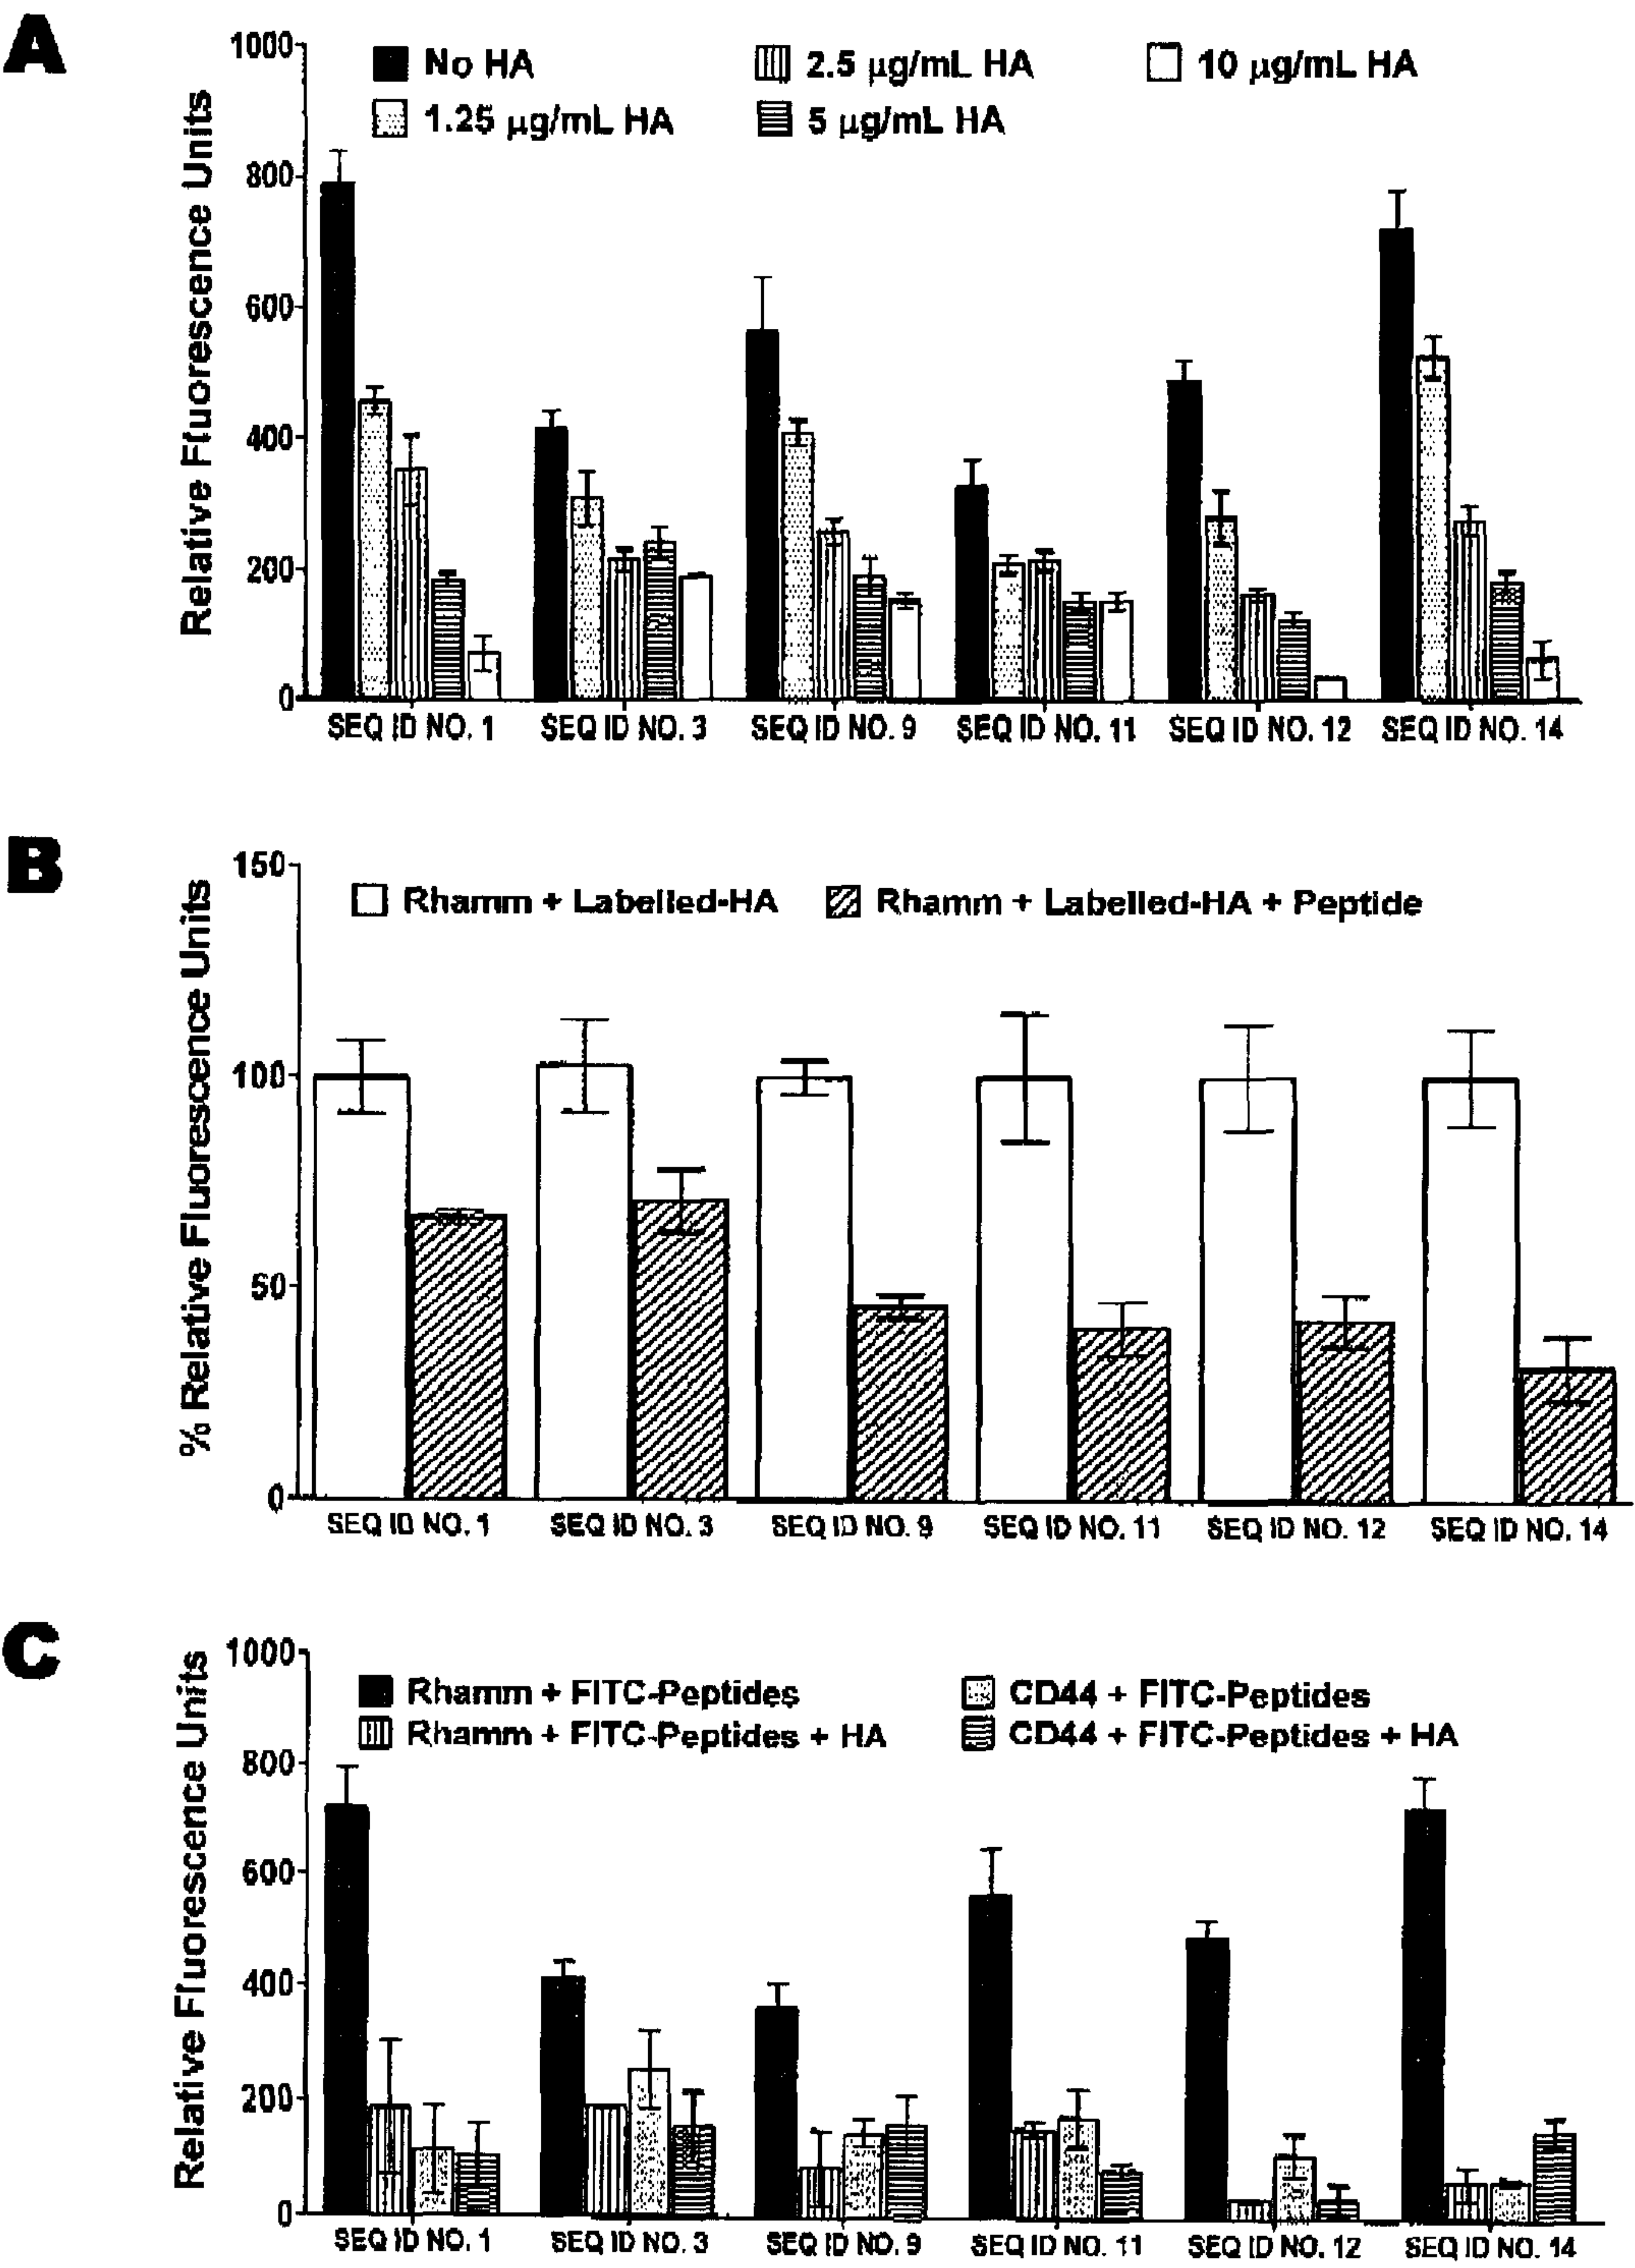 A
Relative Fluorescence Units
1000
800
600
400
200
0
No HA
2.5 µg/mL HA
10 µg/mL HA
1.25 µg/mL HA
5 µg/mL HA
SEQ ID NO. 1
SEQ ID NO. 3
SEQ ID NO. 9
SEQ ID NO. 11
SEQ ID NO. 12
SEQ ID NO. 14
B
% Relative Fluorescence Units
150
100
50
0
Rhamm + Labelled-HA
Rhamm + Labelled-HA + Peptide
SEQ ID NO. 1
SEQ ID NO. 3
SEQ ID NO. 9
SEQ ID NO. 11
SEQ ID NO. 12
SEQ ID NO. 14
C
Relative Fluorescence Units
1000
800
600
400
200
0
Rhamm + FITC-Peptides
CD44 + FITC-Peptides
Rhamm + FITC-Peptides + HA
CD44 + FITC-Peptides + HA
SEQ ID NO. 1
SEQ ID NO. 3
SEQ ID NO. 9
SEQ ID NO. 11
SEQ ID NO. 12
SEQ ID NO. 14